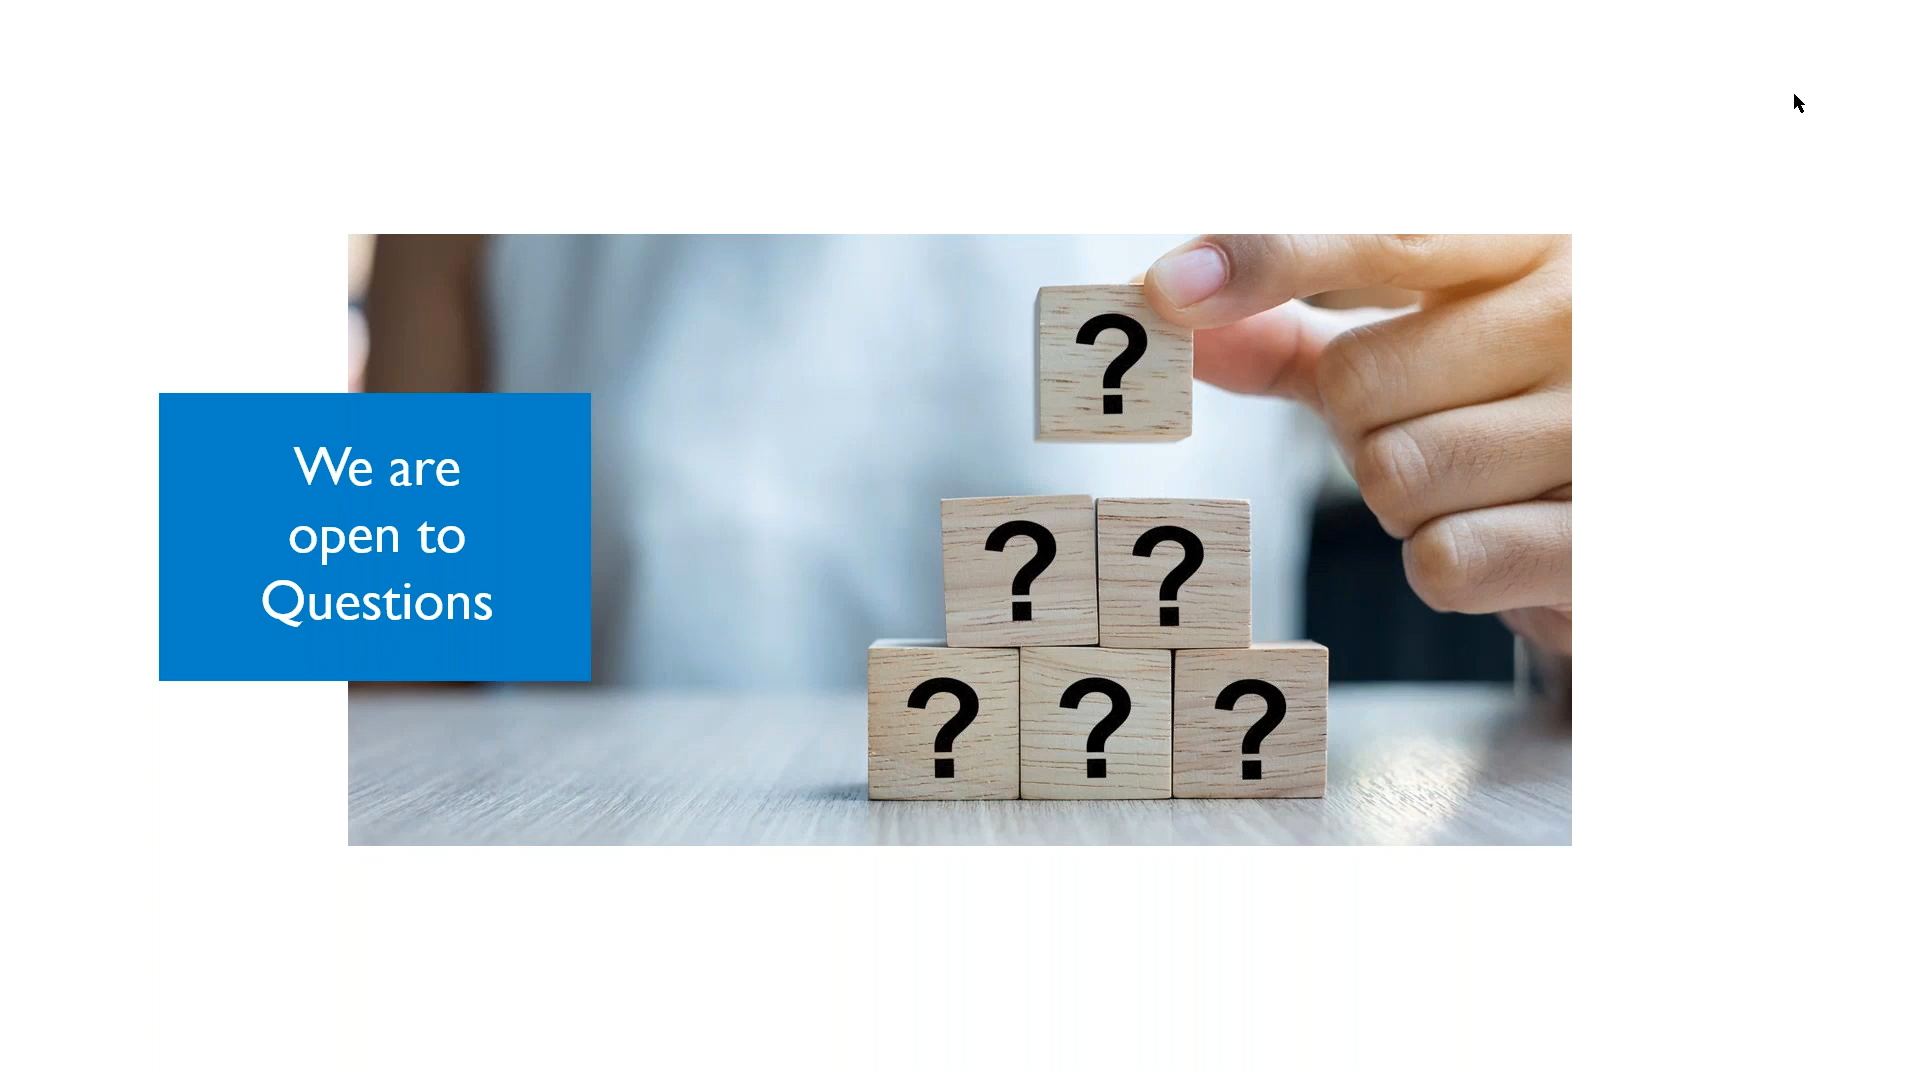 We are
open to
Questions
?
? ?
? ? ?